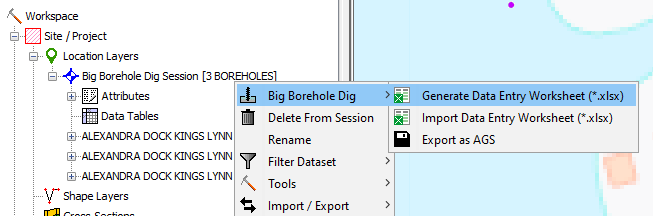 Workspace
Site / Project
Location Layers
Big Borehole Dig Session [3 BOREHOLES]
Attributes
Data Tables
ALEXANDRA DOCK KINGS LYNN
ALEXANDRA DOCK KINGS LYNN
ALEXANDRA DOCK KINGS LYNN
Shape Layers
Cross Sections
Big Borehole Dig
Delete From Session
Rename
Filter Dataset
Tools
Import / Export
Generate Data Entry Worksheet (*.xlsx)
Import Data Entry Worksheet (*.xlsx)
Export as AGS